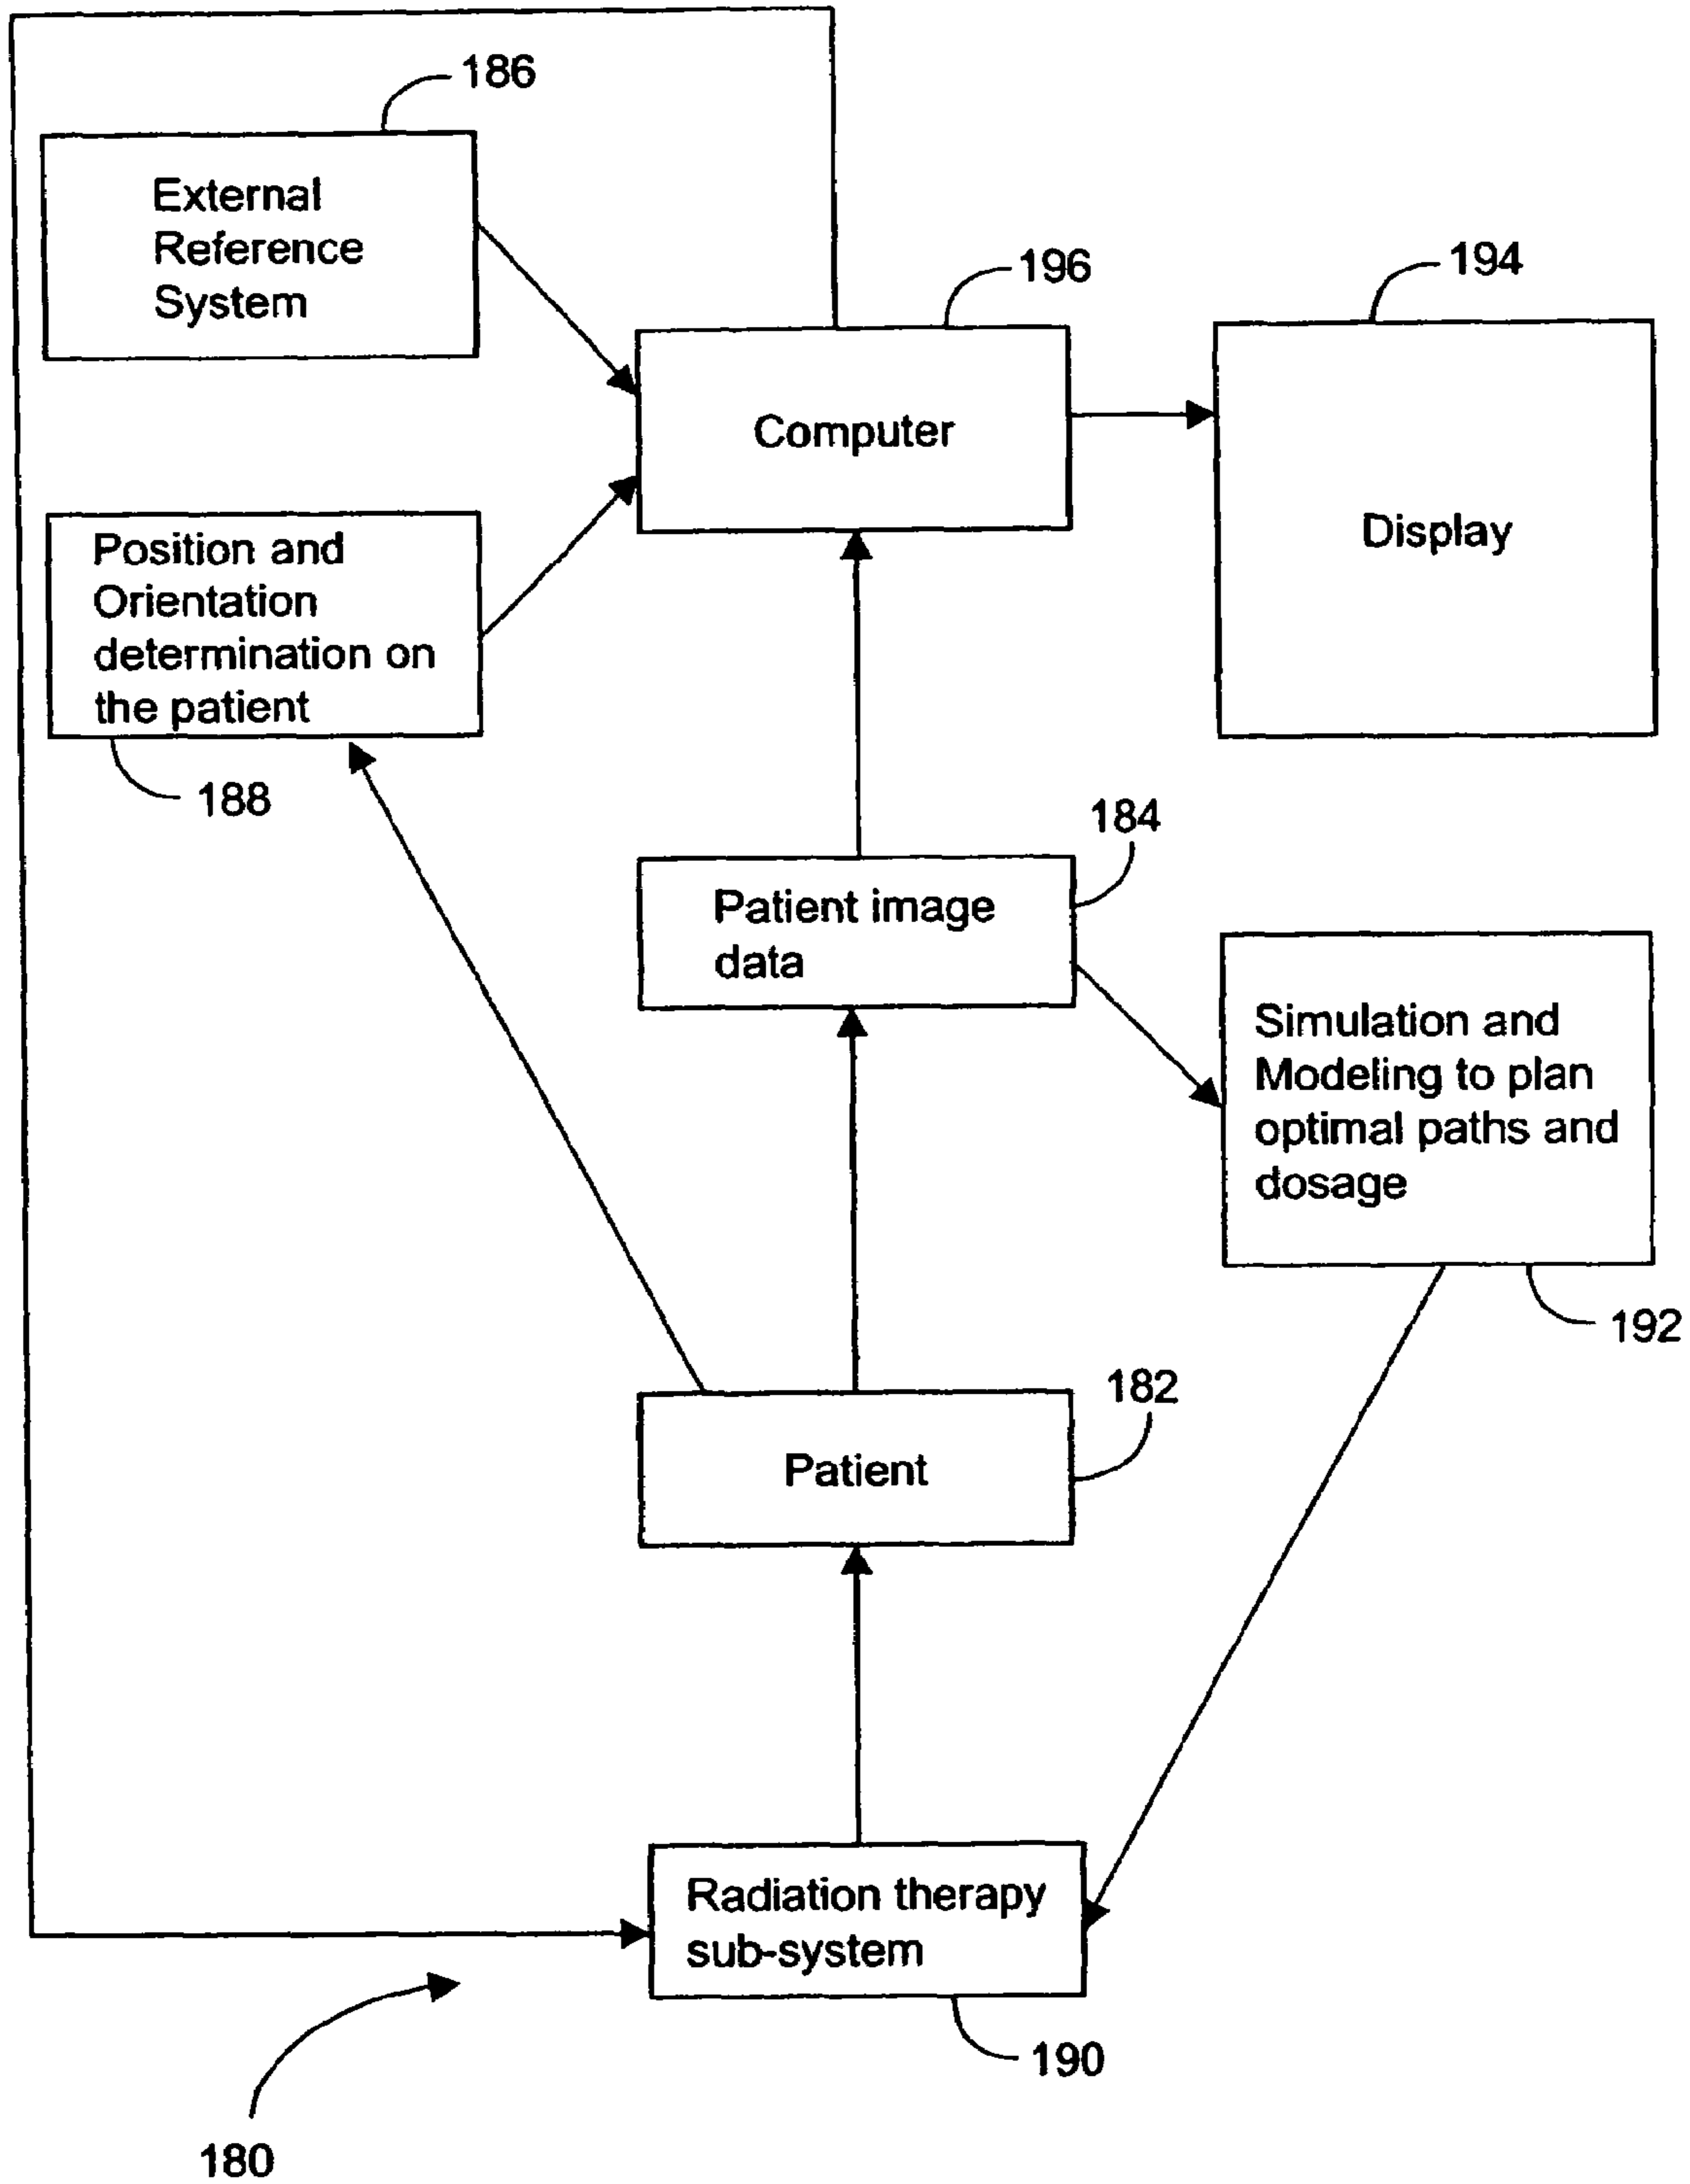 186
External
Reference
System
196
194
Computer
Display
Position and
Orientation
determination on
the patient
188
184
Patient image
data
Simulation and
Modeling to plan
optimal paths and
dosage
192
182
Patient
Radiation therapy
sub-system
190
180